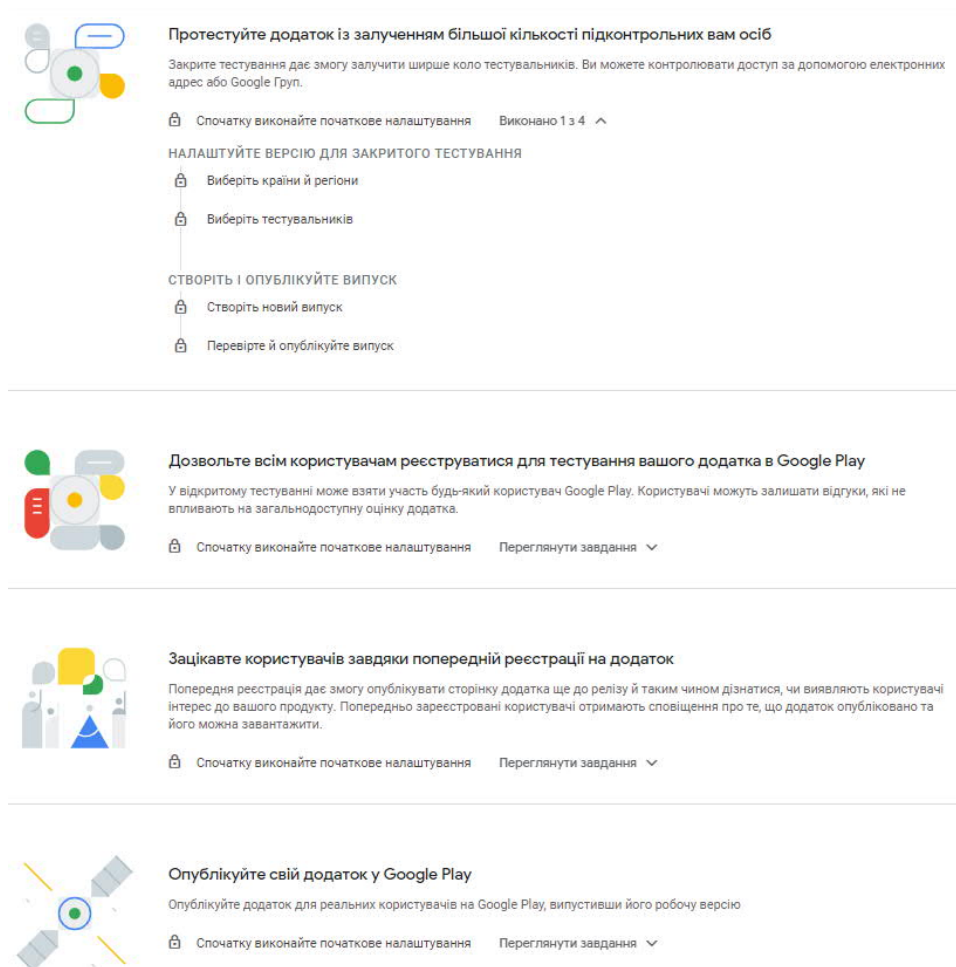 Протестуйте додаток із залученням більшої кількості підконтрольних вам осіб
Закрите тестування дає змогу залучити ширше коло тестувальників. Ви можете контролювати доступ за допомогою електронних
адрес або Google Груп.
Спочатку виконайте початкове налаштування Виконано 1 з 4
НАЛАШТУЙТЕ ВЕРСІЮ ДЛЯ ЗАКРИТОГО ТЕСТУВАННЯ
Виберіть країни й регіони
Виберіть тестувальників
СТВОРІТЬ І ОПУБЛІКУЙТЕ ВИПУСК
Створіть новий випуск
Перевірте й опублікуйте випуск
Дозвольте всім користувачам реєструватися для тестування вашого додатка в Google Play
У відкритому тестуванні може взяти участь будь-який користувач Google Play. Користувачі можуть залишати відгуки, які не
впливають на загальнодоступну оцінку додатка.
Спочатку виконайте початкове налаштування Переглянути завдання
Зацікавте користувачів завдяки попередній реєстрації на додаток
Попередня реєстрація дає змогу опублікувати сторінку додатка ще до релізу й таким чином дізнатися, чи виявляють користувачі
інтерес до вашого продукту. Попередньо зареєстровані користувачі отримають сповіщення про те, що додаток опубліковано та
його можна завантажити.
Спочатку виконайте початкове налаштування Переглянути завдання
Опублікуйте свій додаток у Google Play
Опублікуйте додаток для реальних користувачів на Google Play, випустивши його робочу версію
Спочатку виконайте початкове налаштування Переглянути завдання